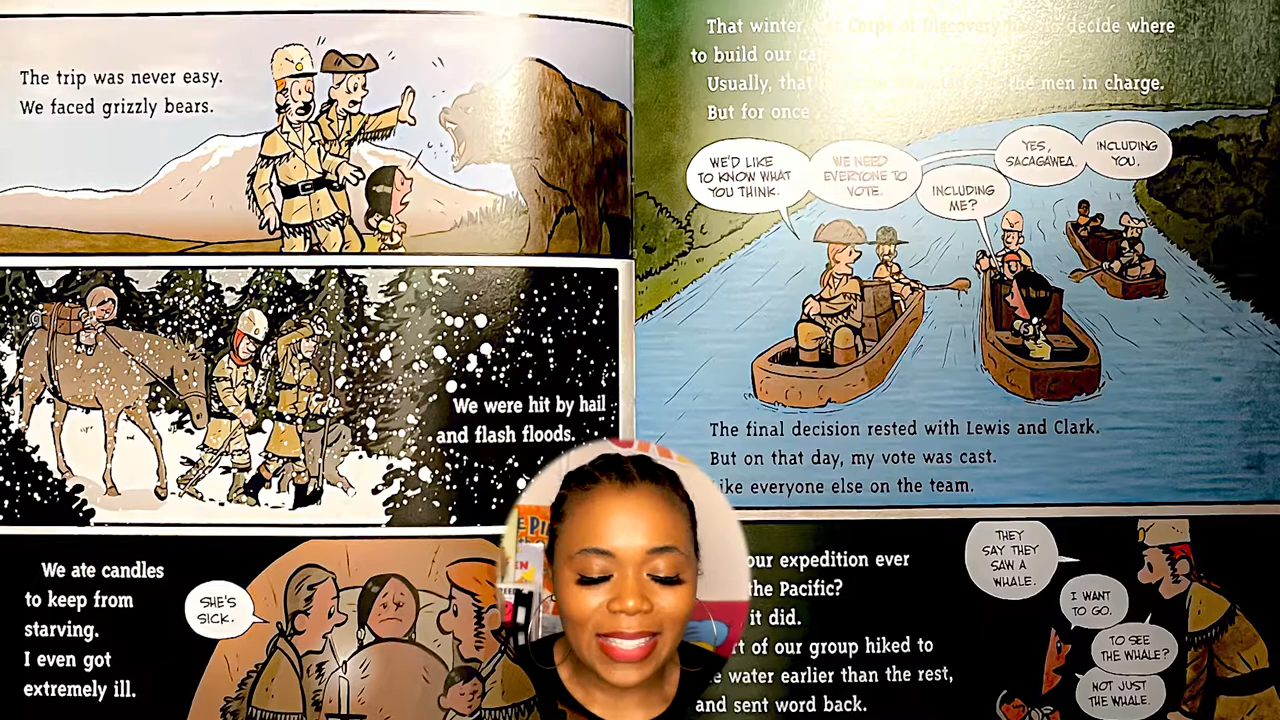 The trip was never easy.
We faced grizzly bears.
We were hit by hail
and flash floods.
We ate candles
to keep from
starving.
I even got
extremely ill.
SHE'S
SICK.
That winter, Corps of Discovery decide where
to build our
Usually, that the men in charge.
But for once
WE'D LIKE
TO KNOW WHAT
YOU THINK.
WE NEED
EVERYONE TO
VOTE.
INCLUDING
ME?
YES,
SACAGAWEA.
INCLUDING
YOU.
The final decision rested with Lewis and Clark.
But on that day, my vote was cast.
like everyone else on the team.
our expedition ever
the Pacific?
it did.
of our group hiked to
water earlier than the rest,
and sent word back.
THEY
SAY THEY
SAW A
WHALE.
I WANT
TO GO.
TO SEE
THE WHALE?
NOT JUST
THE WHALE.